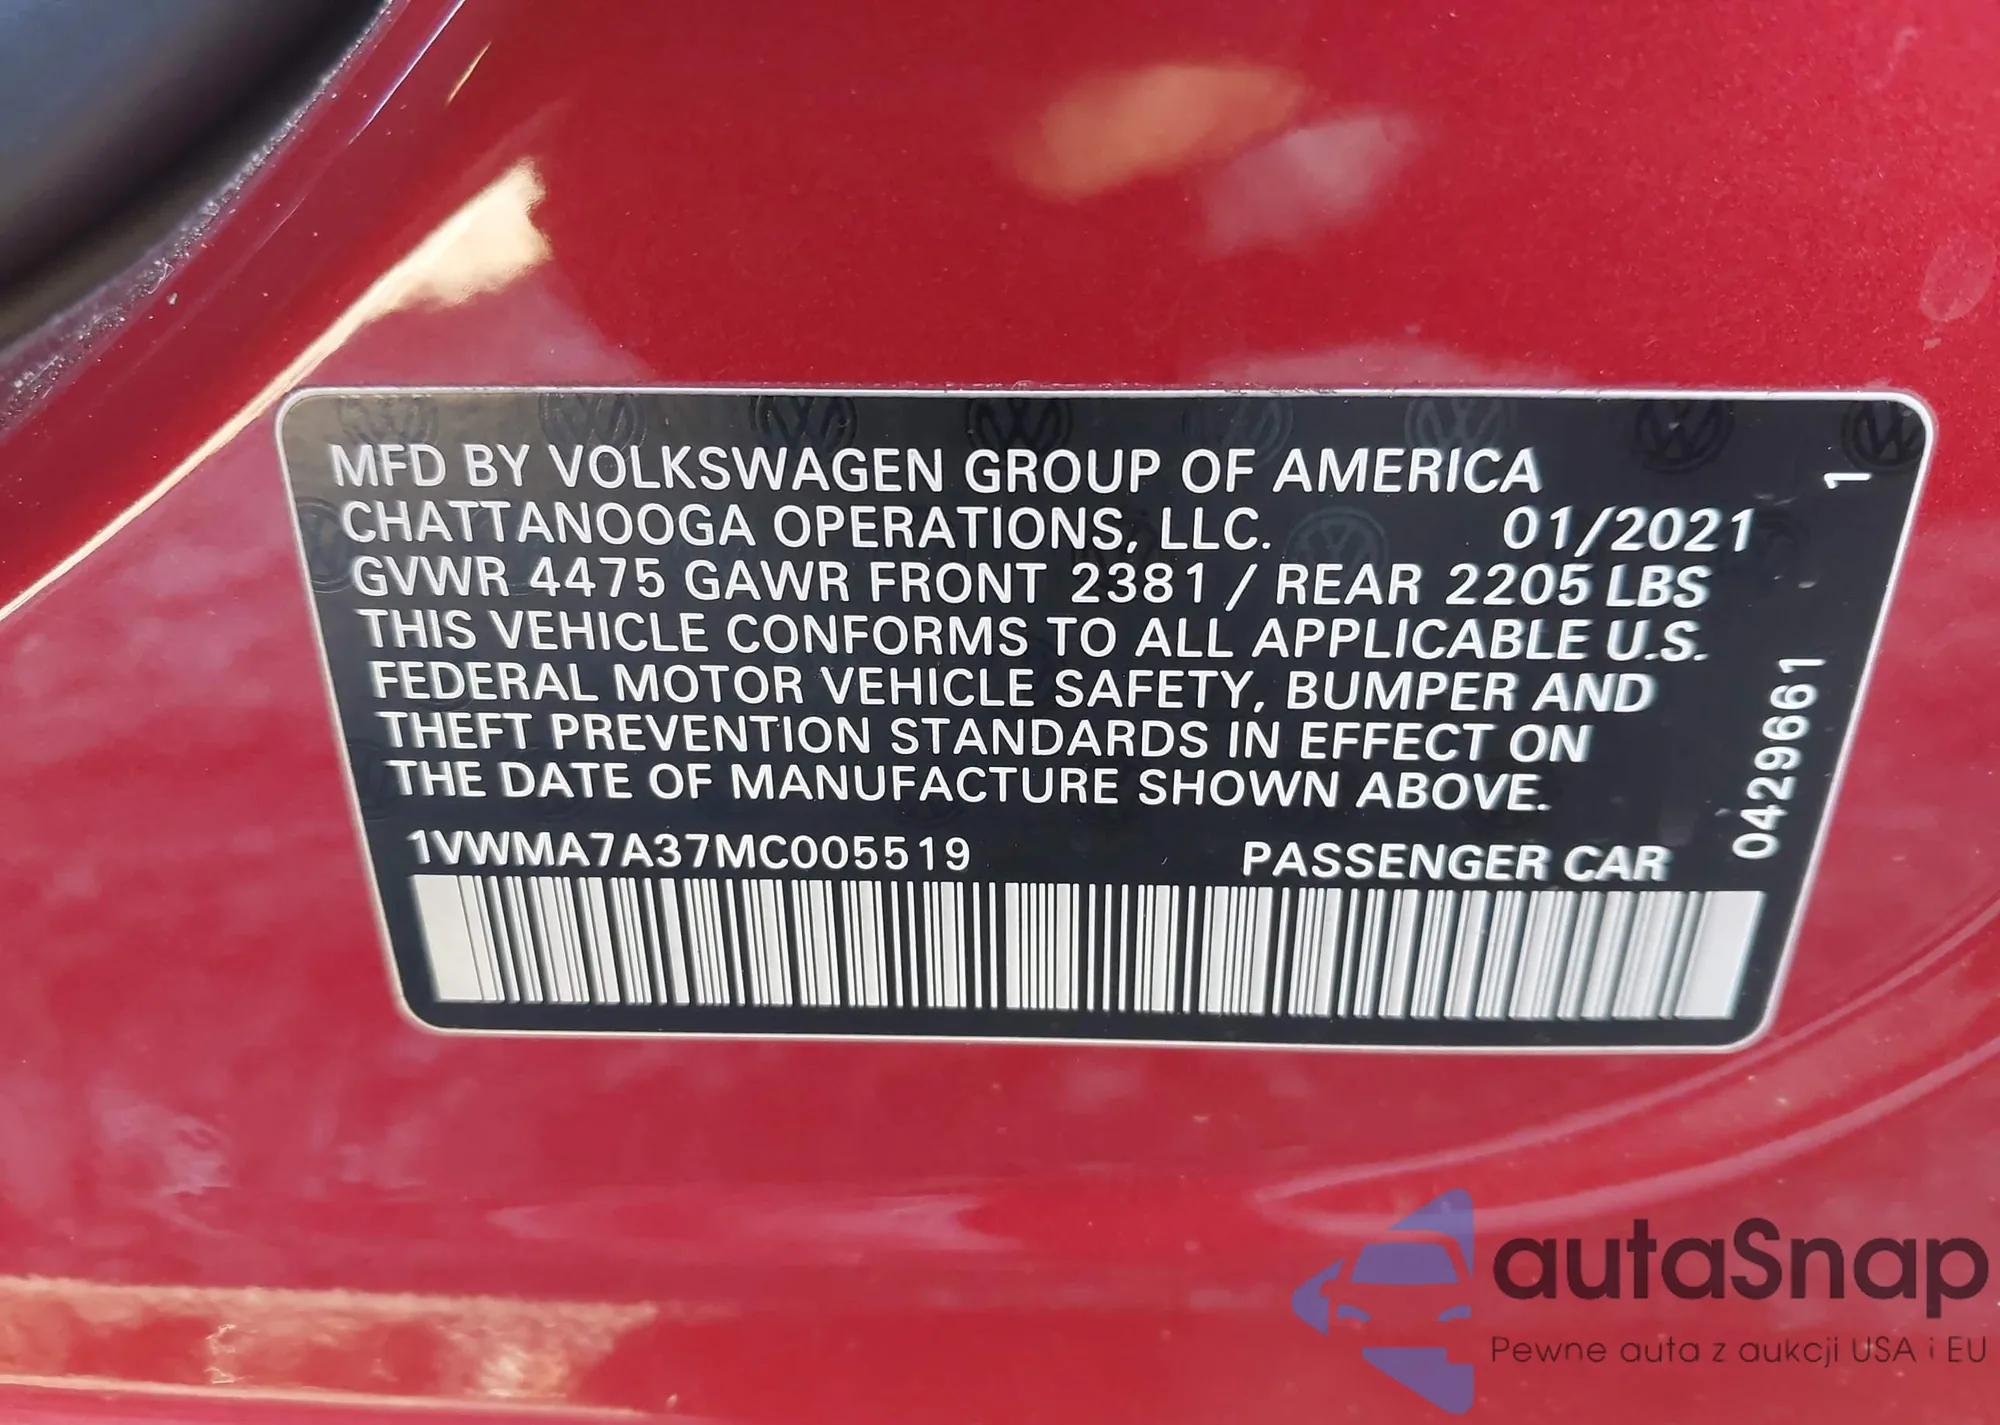 MFD BY VOLKSWAGEN GROUP OF AMERICA
CHATTANOOGA OPERATIONS, LLC. 01/2021
GVWR 4475 GAWR FRONT 2381 / REAR 2205 LBS
THIS VEHICLE CONFORMS TO ALL APPLICABLE U.S.
FEDERAL MOTOR VEHICLE SAFETY, BUMPER AND
THEFT PREVENTION STANDARDS IN EFFECT ON
THE DATE OF MANUFACTURE SHOWN ABOVE.
1VWMA7A37MC005519 PASSENGER CAR
0429661 1
autaSnap
Pewne auta z aukcji USA i EU